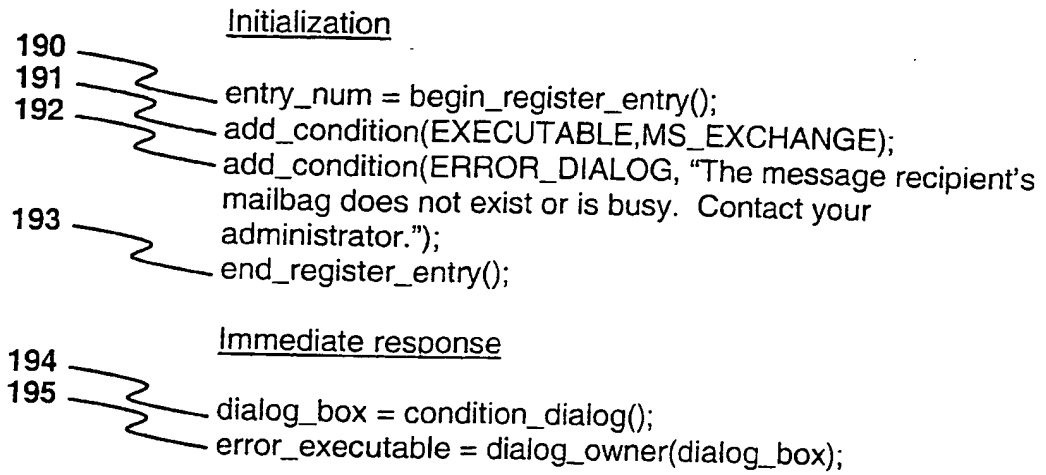 Initialization
190
191
192
entry_num = begin_register_entry();
add_condition(EXECUTABLE,MS_EXCHANGE);
add_condition(ERROR_DIALOG, “The message recipient's
mailbag does not exist or is busy. Contact your
administrator.”);
193
end_register_entry();
Immediate response
194
195
dialog_box = condition_dialog();
error_executable = dialog_owner(dialog_box);